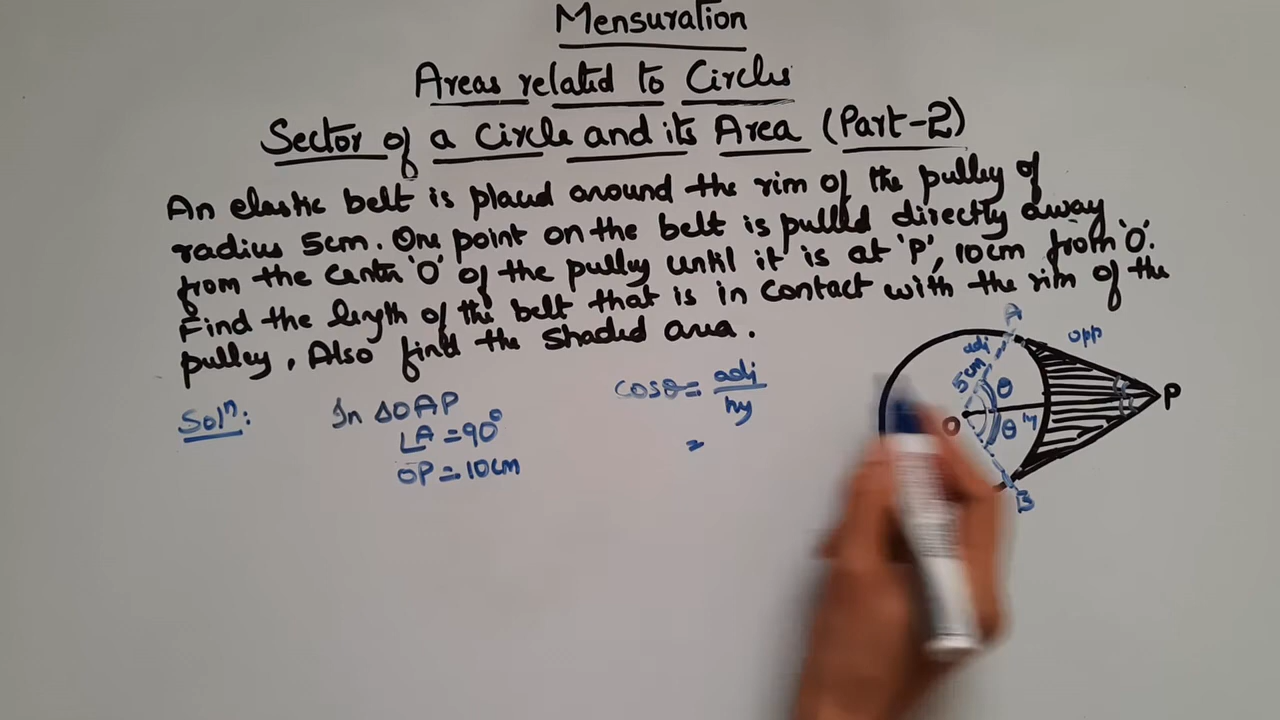 Mensuration
Areas related to Circles
Sector of a Circle and its Area (Part-2)
An elastic belt is placed around the rim of the pulley of
radius 5cm. One point on the belt is pulled directly away
from the Centre 'O' of the pully until it is at 'P', 10cm from 'O'.
Find the length of the belt that is in contact with the rim of the
pulley, Also find the shaded area.
Solⁿ:
In ΔOAP
∠A = 90°
OP = 10cm
cosθ = adj/hy
=
A
opp
adj
5cm
θ
P
O
θ
hy
B